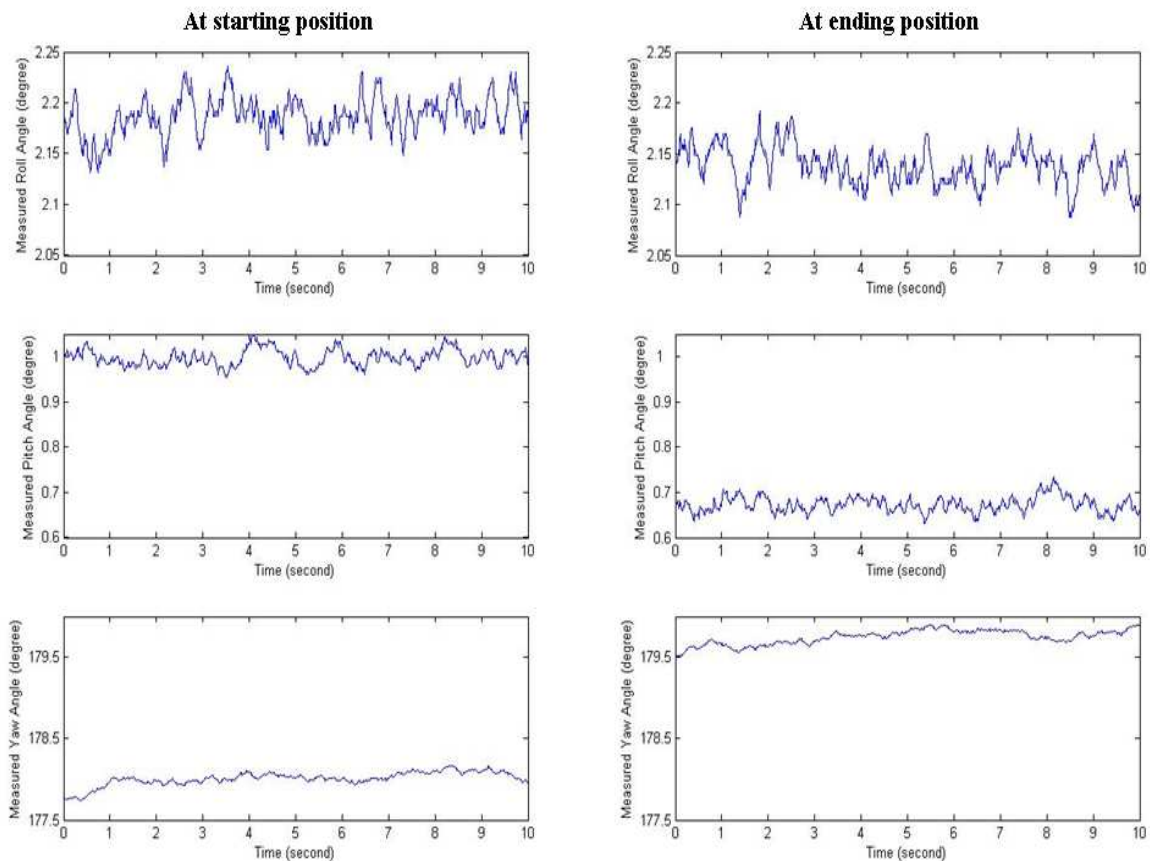 At starting position
At ending position
Measured Roll Angle (degree)
2.25
2.2
2.15
2.1
2.05
0 1 2 3 4 5 6 7 8 9 10
Time (second)
Measured Roll Angle (degree)
2.25
2.2
2.15
2.1
2.05
0 1 2 3 4 5 6 7 8 9 10
Time (second)
Measured Pitch Angle (degree)
1
0.9
0.8
0.7
0.6
0 1 2 3 4 5 6 7 8 9 10
Time (second)
Measured Pitch Angle (degree)
1
0.9
0.8
0.7
0.6
0 1 2 3 4 5 6 7 8 9 10
Time (second)
Measured Yaw Angle (degree)
179.5
178.5
177.5
0 1 2 3 4 5 6 7 8 9 10
Time (second)
Measured Yaw Angle (degree)
179.5
178.5
177.5
0 1 2 3 4 5 6 7 8 9 10
Time (second)